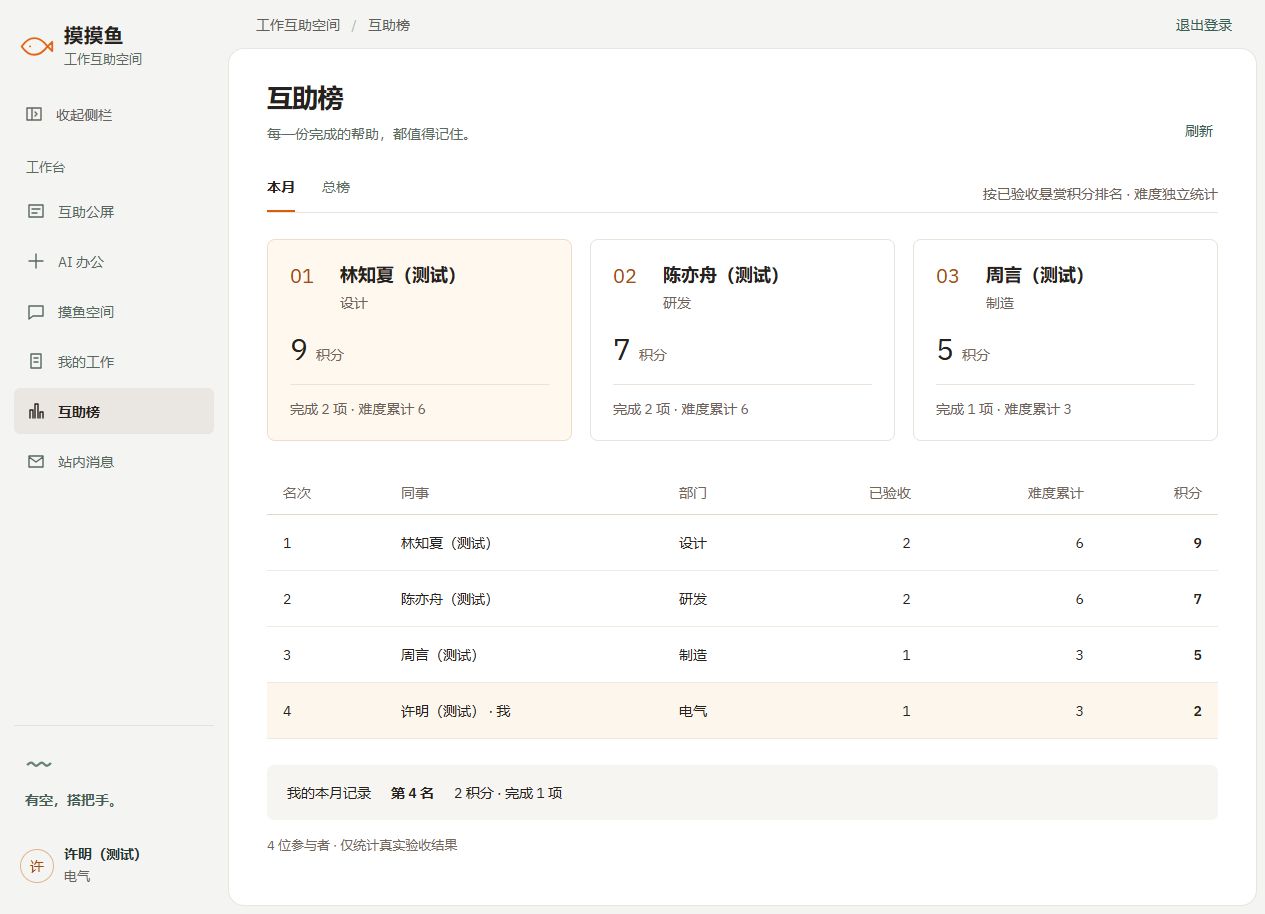 摸摸鱼
工作互助空间
收起侧栏
工作台
互助公屏
AI 办公
摸鱼空间
我的工作
互助榜
站内消息
有空，搭把手。
许
许明（测试）
电气
工作互助空间 / 互助榜
退出登录
互助榜
每一份完成的帮助，都值得记住。
刷新
本月 总榜
按已验收悬赏积分排名 · 难度独立统计
01 林知夏（测试）
设计
9 积分
完成 2 项 · 难度累计 6
02 陈亦舟（测试）
研发
7 积分
完成 2 项 · 难度累计 6
03 周言（测试）
制造
5 积分
完成 1 项 · 难度累计 3
名次 同事 部门 已验收 难度累计 积分
1 林知夏（测试） 设计 2 6 9
2 陈亦舟（测试） 研发 2 6 7
3 周言（测试） 制造 1 3 5
4 许明（测试） · 我 电气 1 3 2
我的本月记录 第 4 名 2 积分 · 完成 1 项
4 位参与者 · 仅统计真实验收结果